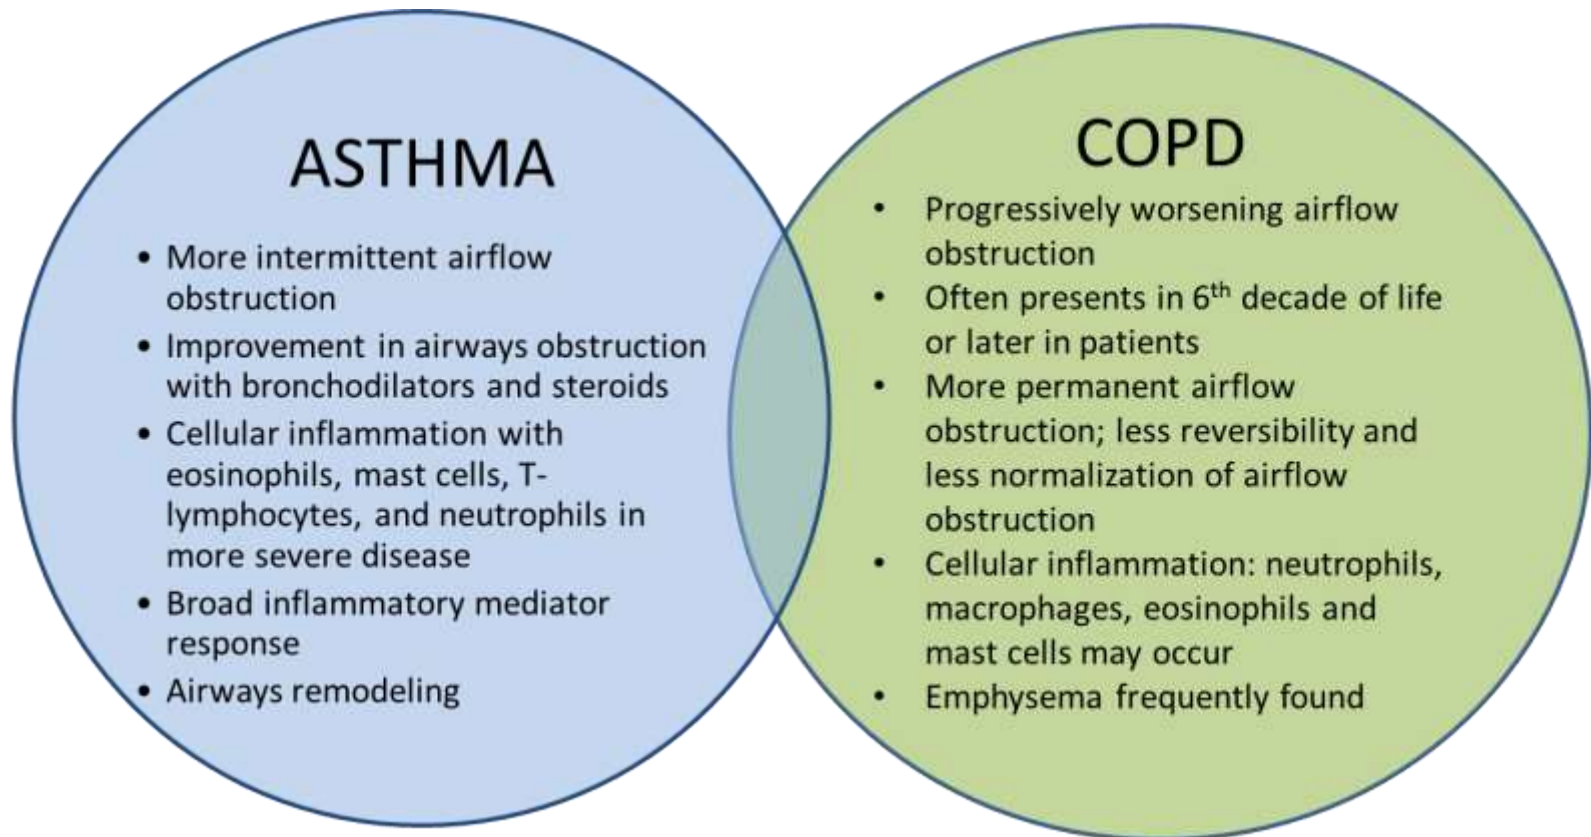 ASTHMA
• More intermittent airflow
obstruction
• Improvement in airways obstruction
with bronchodilators and steroids
• Cellular inflammation with
eosinophils, mast cells, T-
lymphocytes, and neutrophils in
more severe disease
• Broad inflammatory mediator
response
• Airways remodeling
COPD
• Progressively worsening airflow
obstruction
• Often presents in 6th decade of life
or later in patients
• More permanent airflow
obstruction; less reversibility and
less normalization of airflow
obstruction
• Cellular inflammation: neutrophils,
macrophages, eosinophils and
mast cells may occur
• Emphysema frequently found